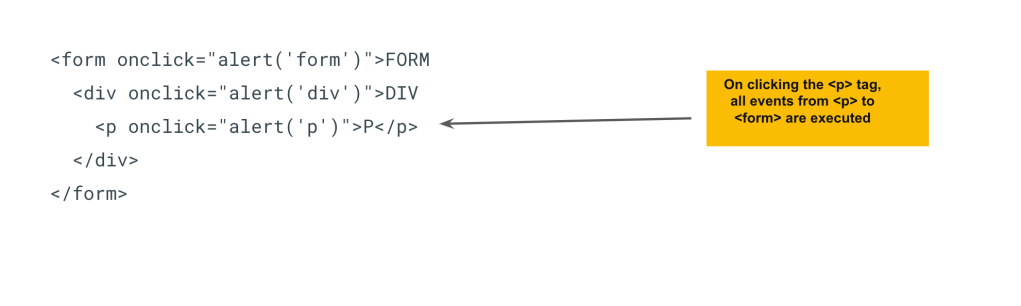 <form onclick="alert('form')">FORM
<div onclick="alert('div')">DIV
<p onclick="alert('p')">P</p>
</div>
</form>
On clicking the <p> tag,
all events from <p> to
<form> are executed